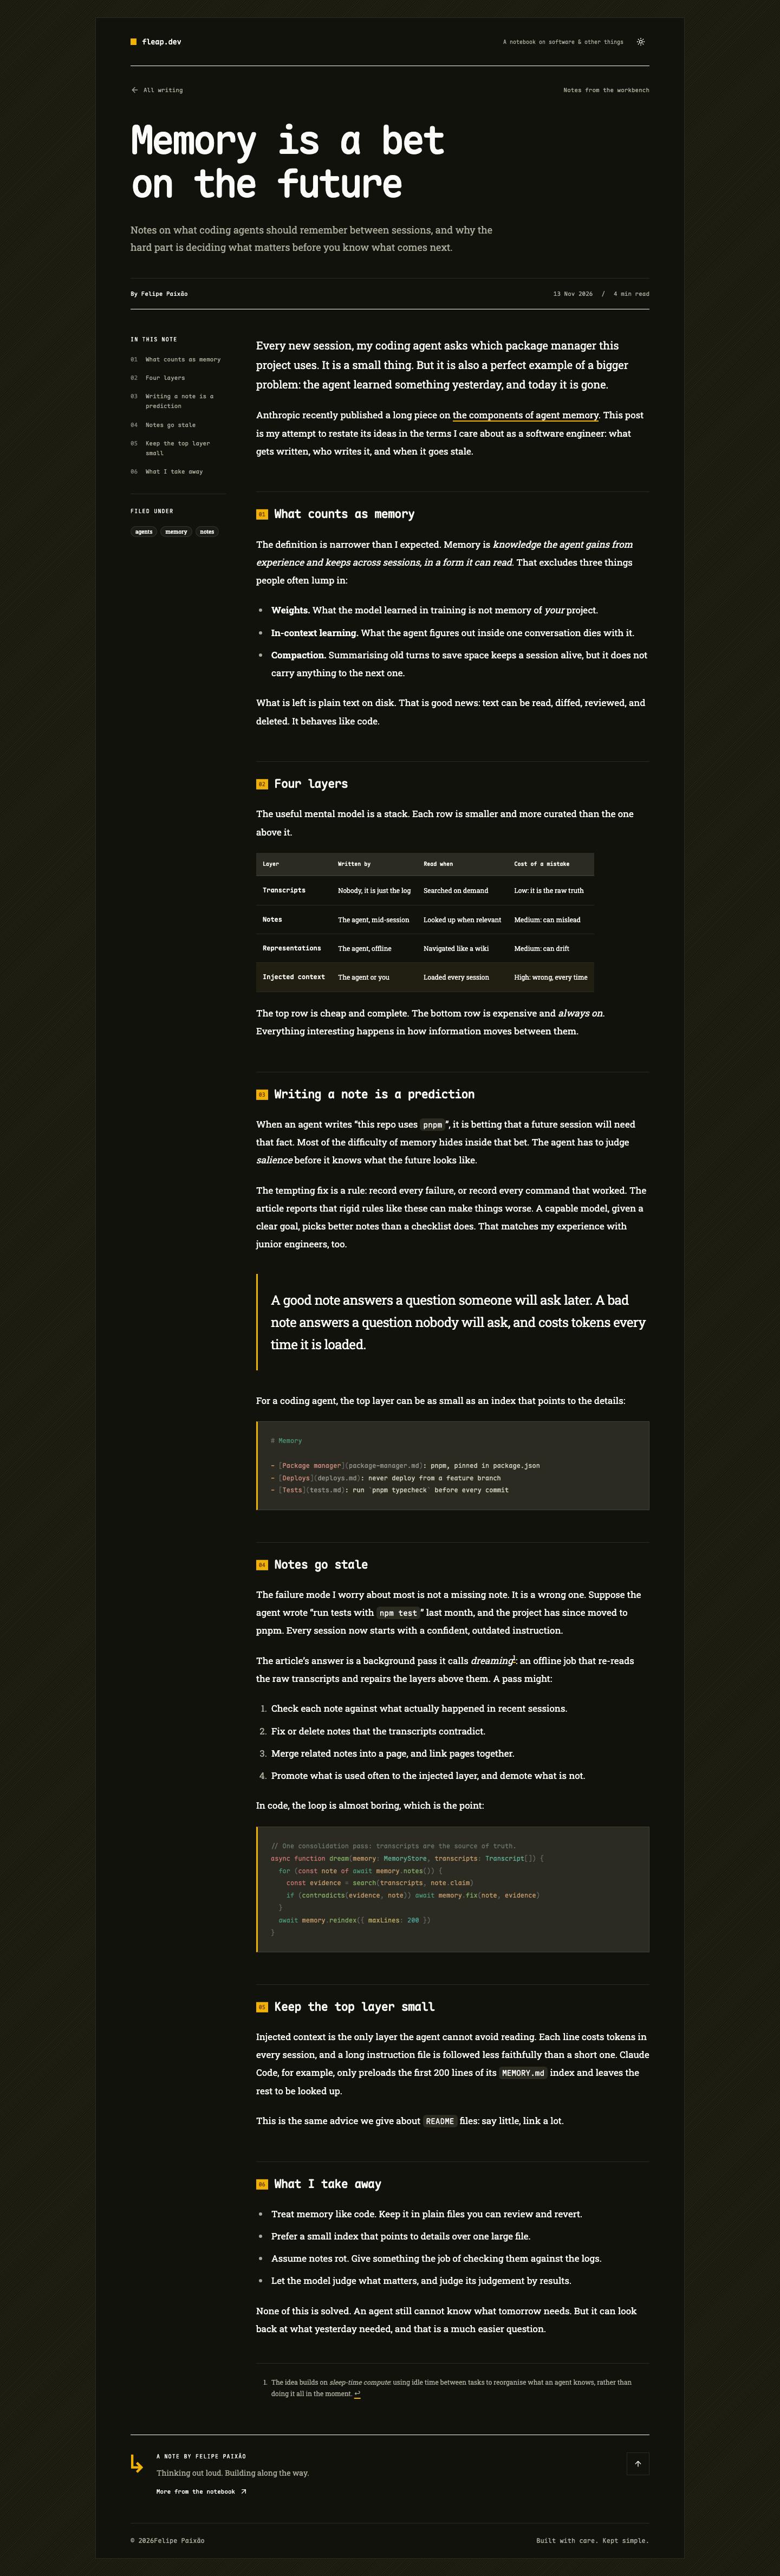 fleap.dev
A notebook on software & other things
← All writing
Notes from the workbench
Memory is a bet
on the future
Notes on what coding agents should remember between sessions, and why the
hard part is deciding what matters before you know what comes next.
By Felipe Paixão
13 Nov 2026 / 4 min read
IN THIS NOTE
01 What counts as memory
02 Four layers
03 Writing a note is a
prediction
04 Notes go stale
05 Keep the top layer
small
06 What I take away
FILED UNDER
agents memory notes
Every new session, my coding agent asks which package manager this
project uses. It is a small thing. But it is also a perfect example of a bigger
problem: the agent learned something yesterday, and today it is gone.
Anthropic recently published a long piece on the components of agent memory. This post
is my attempt to restate its ideas in the terms I care about as a software engineer: what
gets written, who writes it, and when it goes stale.
01 What counts as memory
The definition is narrower than I expected. Memory is knowledge the agent gains from
experience and keeps across sessions, in a form it can read. That excludes three things
people often lump in:
• Weights. What the model learned in training is not memory of your project.
• In-context learning. What the agent figures out inside one conversation dies with it.
• Compaction. Summarising old turns to save space keeps a session alive, but it does not
carry anything to the next one.
What is left is plain text on disk. That is good news: text can be read, diffed, reviewed, and
deleted. It behaves like code.
02 Four layers
The useful mental model is a stack. Each row is smaller and more curated than the one
above it.
Layer Written by Read when Cost of a mistake
Transcripts Nobody, it is just the log Searched on demand Low: it is the raw truth
Notes The agent, mid-session Looked up when relevant Medium: can mislead
Representations The agent, offline Navigated like a wiki Medium: can drift
Injected context The agent or you Loaded every session High: wrong, every time
The top row is cheap and complete. The bottom row is expensive and always on.
Everything interesting happens in how information moves between them.
03 Writing a note is a prediction
When an agent writes “this repo uses pnpm”, it is betting that a future session will need
that fact. Most of the difficulty of memory hides inside that bet. The agent has to judge
salience before it knows what the future looks like.
The tempting fix is a rule: record every failure, or record every command that worked. The
article reports that rigid rules like these can make things worse. A capable model, given a
clear goal, picks better notes than a checklist does. That matches my experience with
junior engineers, too.
A good note answers a question someone will ask later. A bad
note answers a question nobody will ask, and costs tokens every
time it is loaded.
For a coding agent, the top layer can be as small as an index that points to the details:
# Memory
- [Package manager](package-manager.md): pnpm, pinned in package.json
- [Deploys](deploys.md): never deploy from a feature branch
- [Tests](tests.md): run `pnpm typecheck` before every commit
04 Notes go stale
The failure mode I worry about most is not a missing note. It is a wrong one. Suppose the
agent wrote “run tests with npm test” last month, and the project has since moved to
pnpm. Every session now starts with a confident, outdated instruction.
The article’s answer is a background pass it calls dreaming1: an offline job that re-reads
the raw transcripts and repairs the layers above them. A pass might:
1. Check each note against what actually happened in recent sessions.
2. Fix or delete notes that the transcripts contradict.
3. Merge related notes into a page, and link pages together.
4. Promote what is used often to the injected layer, and demote what is not.
In code, the loop is almost boring, which is the point:
// One consolidation pass: transcripts are the source of truth.
async function dream(memory: MemoryStore, transcripts: Transcript[]) {
for (const note of await memory.notes()) {
const evidence = search(transcripts, note.claim)
if (contradicts(evidence, note)) await memory.fix(note, evidence)
}
await memory.reindex({ maxLines: 200 })
}
05 Keep the top layer small
Injected context is the only layer the agent cannot avoid reading. Each line costs tokens in
every session, and a long instruction file is followed less faithfully than a short one. Claude
Code, for example, only preloads the first 200 lines of its MEMORY.md index and leaves the
rest to be looked up.
This is the same advice we give about README files: say little, link a lot.
06 What I take away
• Treat memory like code. Keep it in plain files you can review and revert.
• Prefer a small index that points to details over one large file.
• Assume notes rot. Give something the job of checking them against the logs.
• Let the model judge what matters, and judge its judgement by results.
None of this is solved. An agent still cannot know what tomorrow needs. But it can look
back at what yesterday needed, and that is a much easier question.
1. The idea builds on sleep-time compute: using idle time between tasks to reorganise what an agent knows, rather than
doing it all in the moment. ↩
A NOTE BY FELIPE PAIXÃO
Thinking out loud. Building along the way.
More from the notebook ↗
© 2026Felipe Paixão
Built with care. Kept simple.